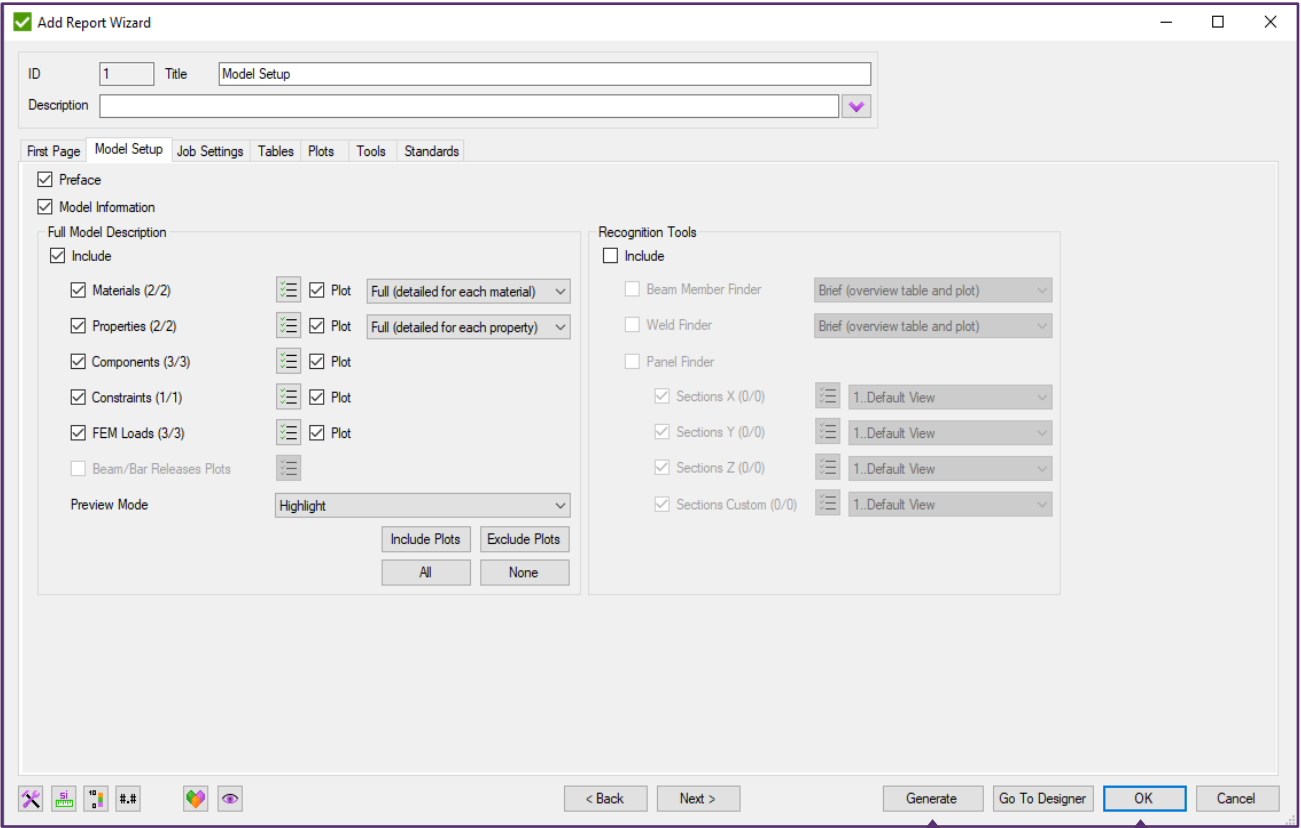 Add Report Wizard
ID 1 Title Model Setup
Description
First Page Model Setup Job Settings Tables Plots Tools Standards
Preface
Model Information
Full Model Description
Include
Materials (2/2) Plot Full (detailed for each material)
Properties (2/2) Plot Full (detailed for each property)
Components (3/3) Plot
Constraints (1/1) Plot
FEM Loads (3/3) Plot
Beam/Bar Releases Plots
Preview Mode Highlight
Include Plots Exclude Plots
All None
Recognition Tools
Include
Beam Member Finder Brief (overview table and plot)
Weld Finder Brief (overview table and plot)
Panel Finder
Sections X (0/0) 1..Default View
Sections Y (0/0) 1..Default View
Sections Z (0/0) 1..Default View
Sections Custom (0/0) 1..Default View
si 10 0 #.# < Back Next > Generate Go To Designer OK Cancel